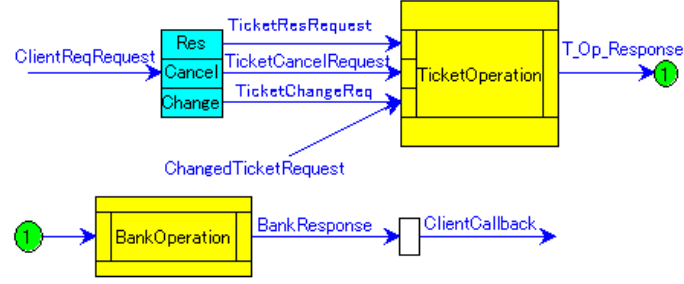 TicketResRequest
Res
ClientReqRequest
Cancel
TicketCancelRequest
TicketOperation
T_Op_Response
1
Change
TicketChangeReq
ChangedTicketRequest
1
BankOperation
BankResponse
ClientCallback